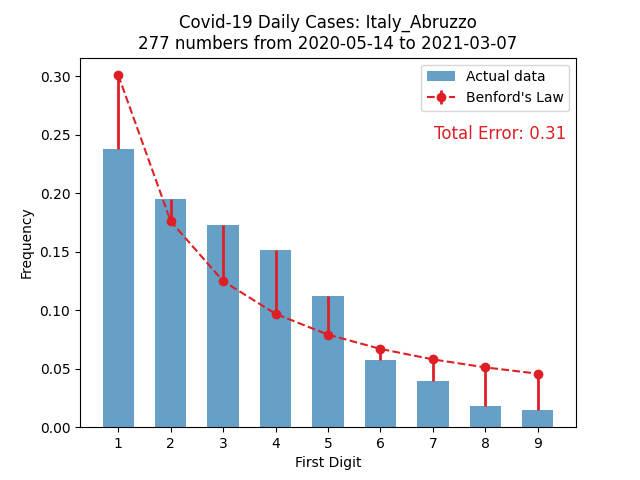 Covid-19 Daily Cases: Italy_Abruzzo
277 numbers from 2020-05-14 to 2021-03-07
Actual data
Benford's Law
Total Error: 0.31
Frequency
0.30
0.25
0.20
0.15
0.10
0.05
0.00
1 2 3 4 5 6 7 8 9
First Digit